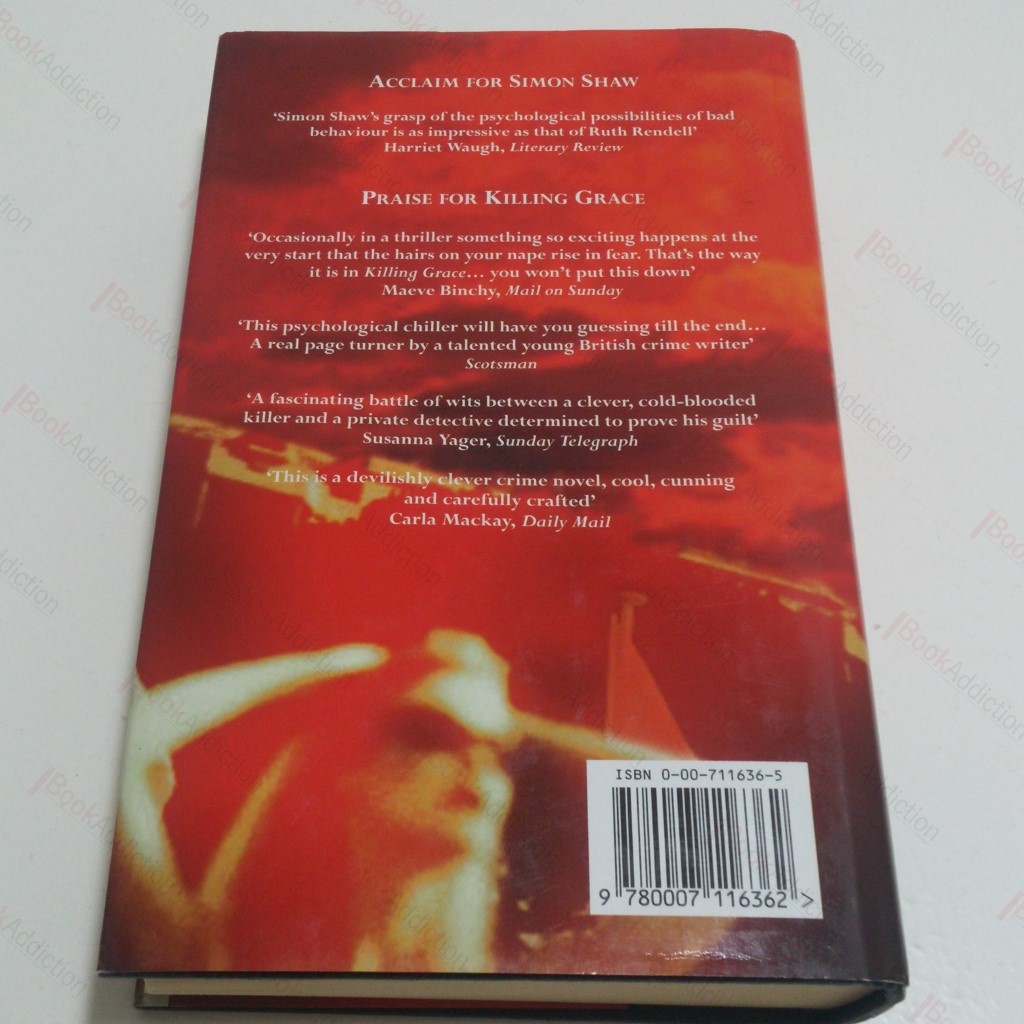 ACCLAIM FOR SIMON SHAW
‘Simon Shaw’s grasp of the psychological possibilities of bad
behaviour is as impressive as that of Ruth Rendell’
Harriet Waugh, Literary Review
PRAISE FOR KILLING GRACE
‘Occasionally in a thriller something so exciting happens at the
very start that the hairs on your nape rise in fear. That’s the way
it is in Killing Grace… you won’t put this down’
Maeve Binchy, Mail on Sunday
‘This psychological chiller will have you guessing till the end…
A real page turner by a talented young British crime writer’
Scotsman
‘A fascinating battle of wits between a clever, cold-blooded
killer and a private detective determined to prove his guilt’
Susanna Yager, Sunday Telegraph
‘This is a devilishly clever crime novel, cool, cunning
and carefully crafted’
Carla Mackay, Daily Mail
ISBN 0-00-711636-5
9 780007 116362 >
BookAddiction